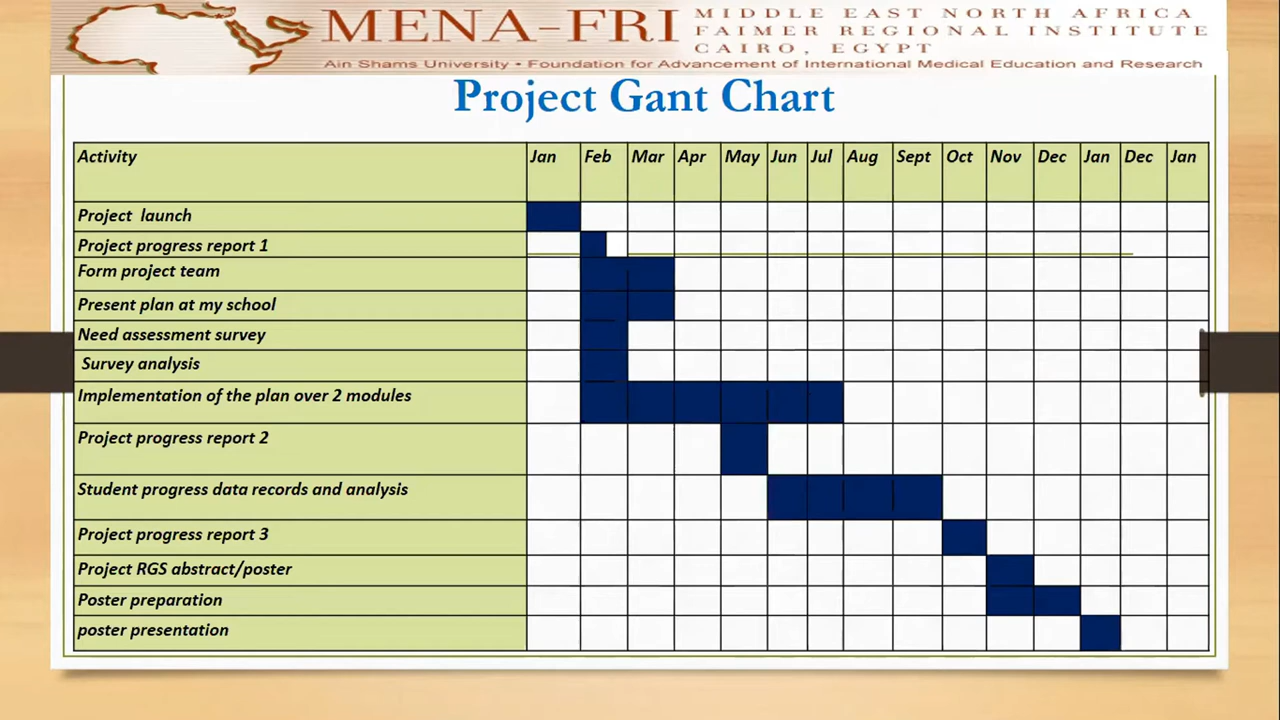 MENA-FRI
MIDDLE EAST NORTH AFRICA
FAIMER REGIONAL INSTITUTE
CAIRO, EGYPT
Ain Shams University • Foundation for Advancement of International Medical Education and Research
Project Gant Chart
Activity Jan Feb Mar Apr May Jun Jul Aug Sept Oct Nov Dec Jan Dec Jan
Project launch
Project progress report 1
Form project team
Present plan at my school
Need assessment survey
Survey analysis
Implementation of the plan over 2 modules
Project progress report 2
Student progress data records and analysis
Project progress report 3
Project RGS abstract/poster
Poster preparation
poster presentation